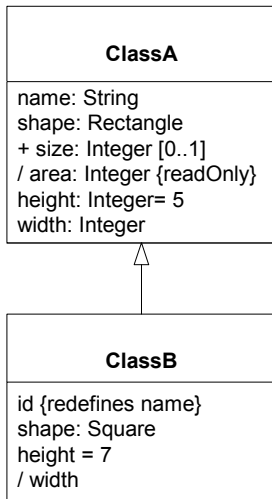 ClassA
name: String
shape: Rectangle
+ size: Integer [0..1]
/ area: Integer {readOnly}
height: Integer= 5
width: Integer
ClassB
id {redefines name}
shape: Square
height = 7
/ width